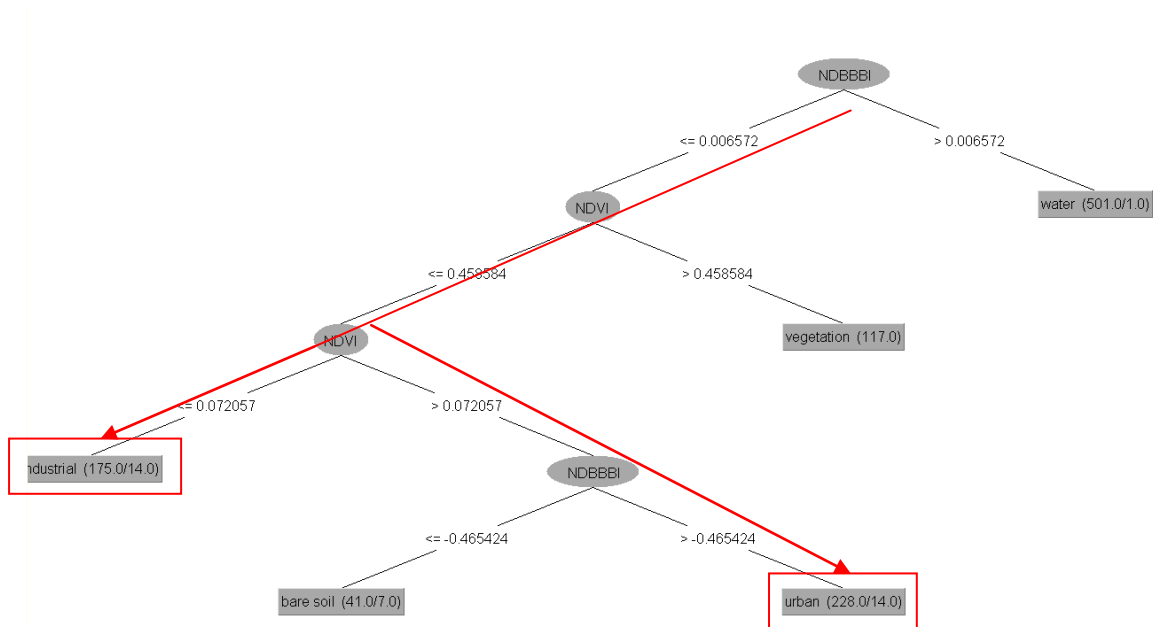 NDBBBI
<= 0.006572
> 0.006572
NDVI
water (501.0/1.0)
<= 0.458584
> 0.458584
NDVI
vegetation (117.0)
<= 0.072057
> 0.072057
ndustrial (175.0/14.0)
NDBBBI
<= -0.465424
> -0.465424
bare soil (41.0/7.0)
urban (228.0/14.0)